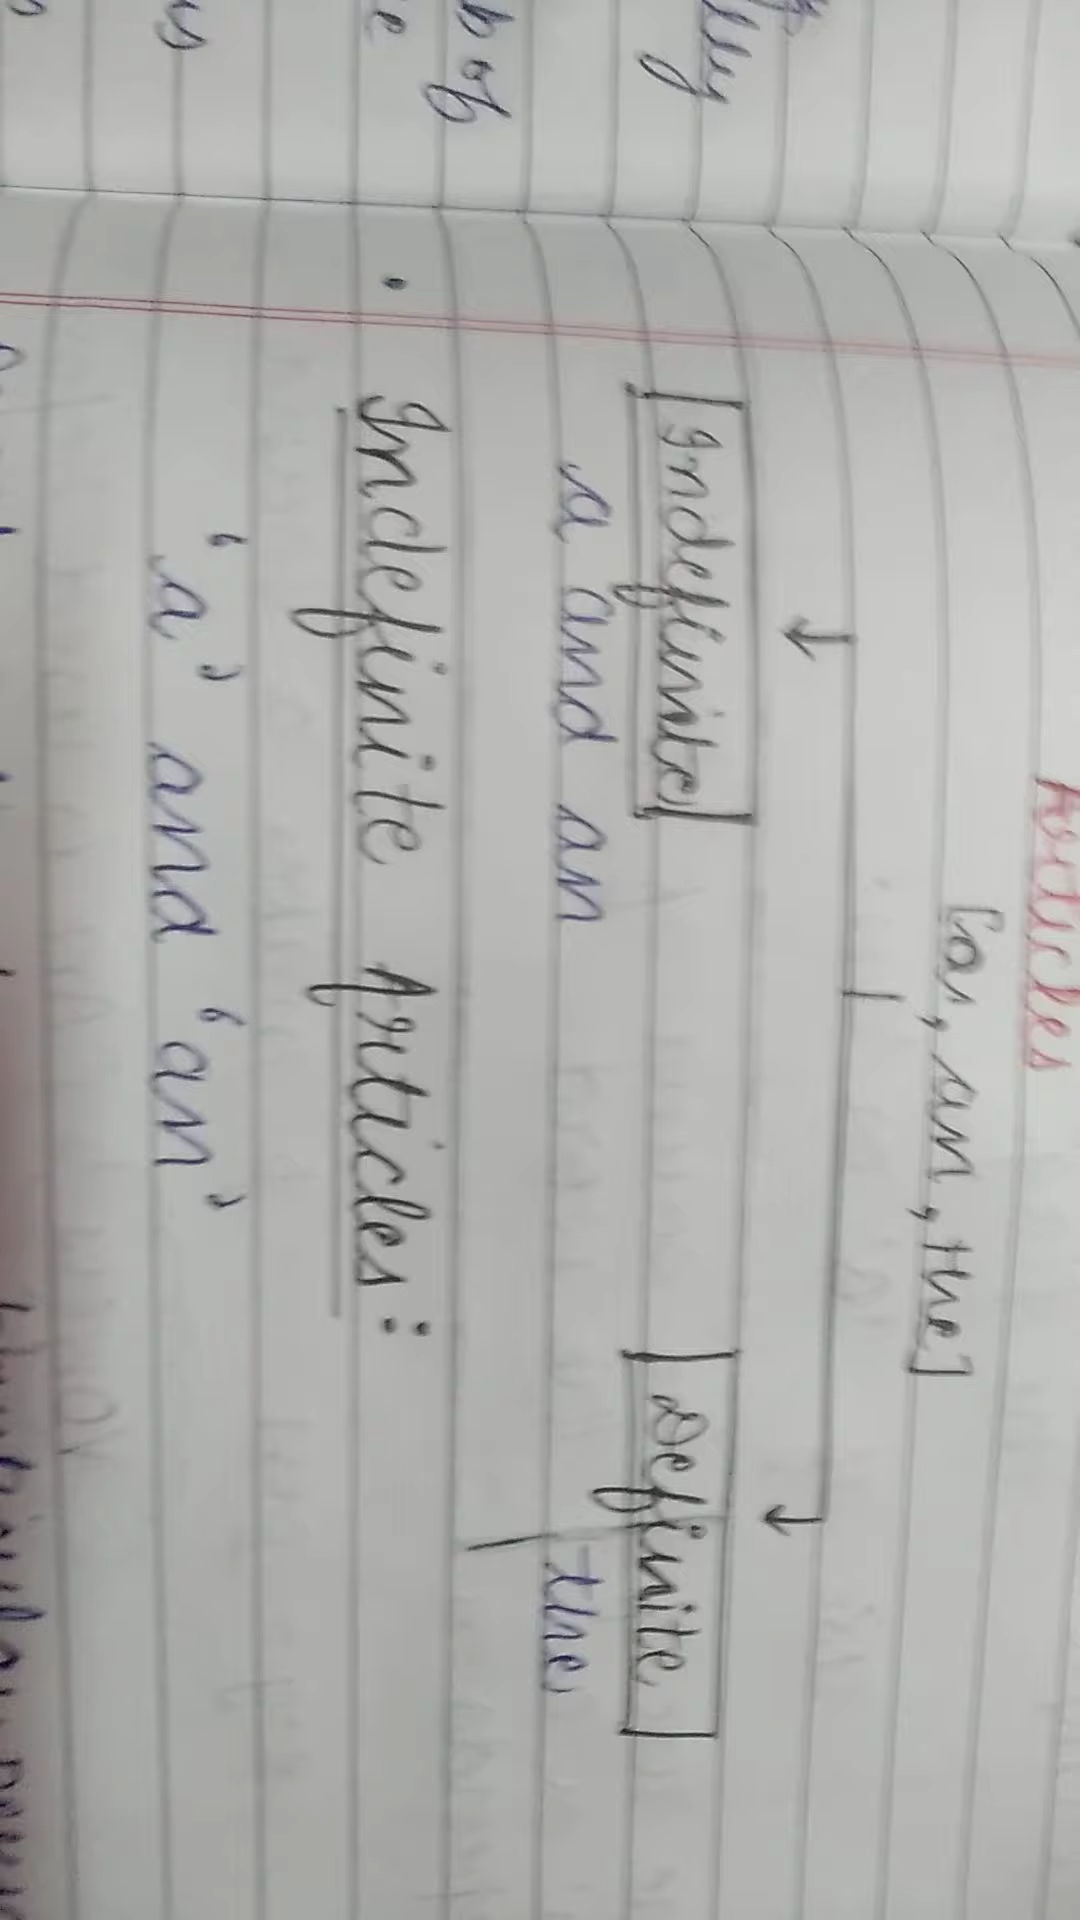 Articles
[a, an, the]
Indefinite Definite
a and an the
• Indefinite Articles:
'a' and 'an'